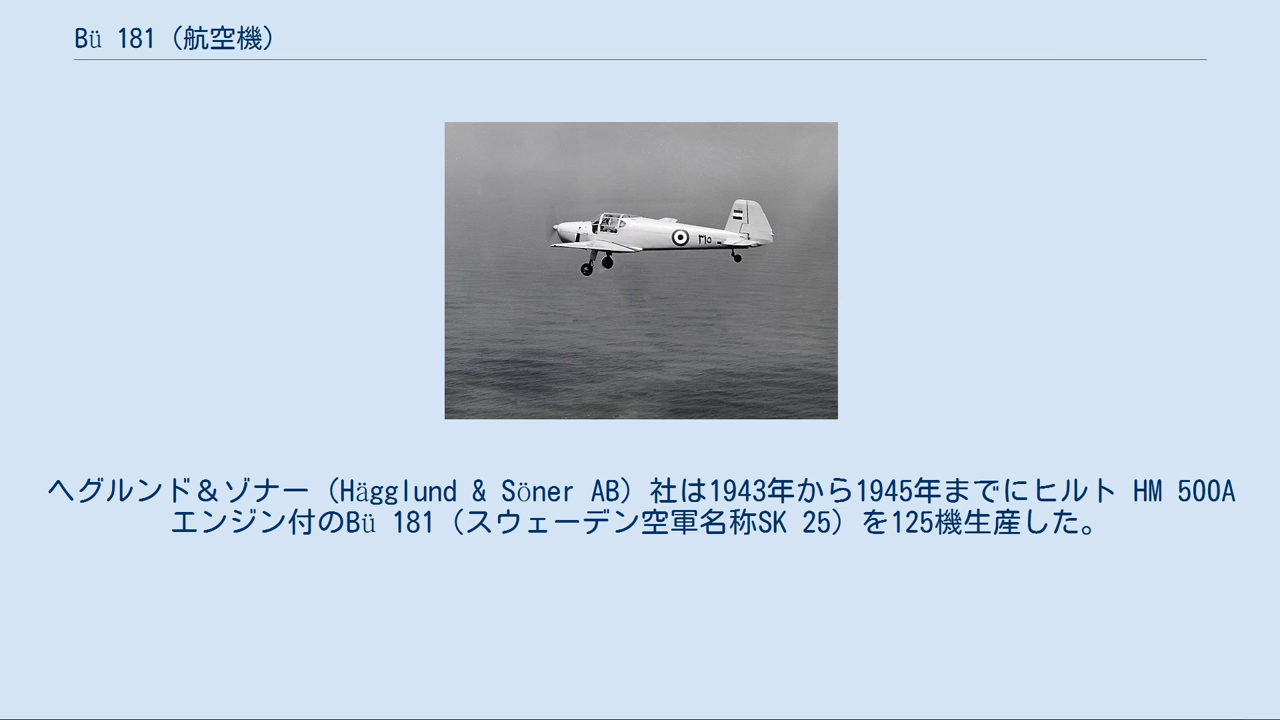 Bü 181（航空機）
٣١٥
ヘグルンド＆ゾナー（Hägglund & Söner AB）社は1943年から1945年までにヒルト HM 500A
エンジン付のBü 181（スウェーデン空軍名称SK 25）を125機生産した。